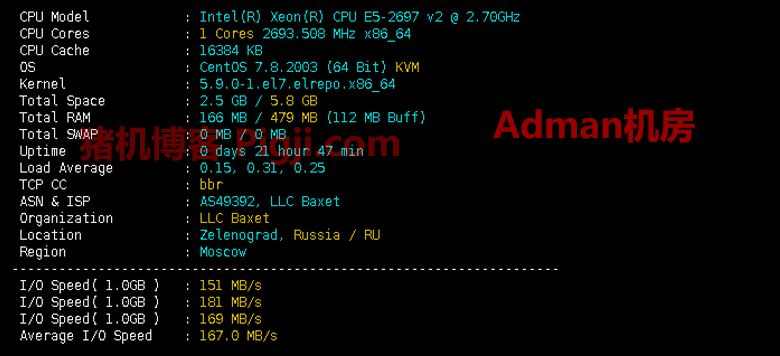 CPU Model : Intel(R) Xeon(R) CPU E5-2697 v2 @ 2.70GHz
CPU Cores : 1 Cores 2693.508 MHz x86_64
CPU Cache : 16384 KB
OS : CentOS 7.8.2003 (64 Bit) KVM
Kernel : 5.9.0-1.el7.elrepo.x86_64
Total Space : 2.5 GB / 5.8 GB
Total RAM : 166 MB / 479 MB (112 MB Buff)
Adman机房
Total SWAP : 0 MB / 0 MB
猪机博客 Pigji.com
Uptime : 0 days 21 hour 47 min
Load Average : 0.15, 0.31, 0.25
TCP CC : bbr
ASN & ISP : AS49392, LLC Baxet
Organization : LLC Baxet
Location : Zelenograd, Russia / RU
Region : Moscow
----------------------------------------------------------------------
I/O Speed( 1.0GB ) : 151 MB/s
I/O Speed( 1.0GB ) : 181 MB/s
I/O Speed( 1.0GB ) : 169 MB/s
Average I/O Speed : 167.0 MB/s